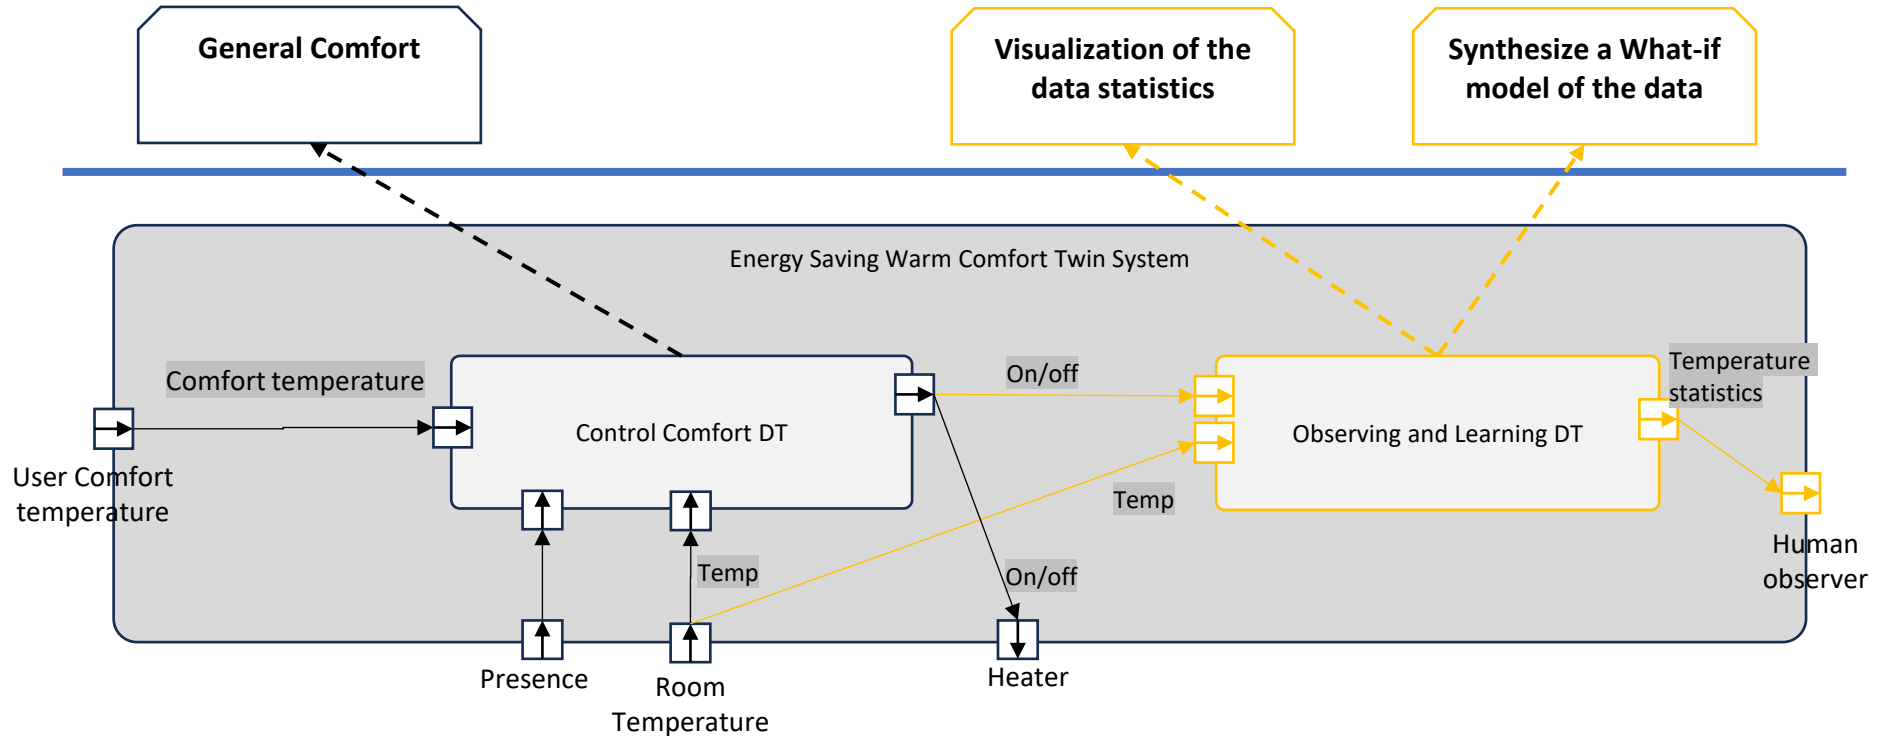 General Comfort
Visualization of the
data statistics
Synthesize a What-if
model of the data
Energy Saving Warm Comfort Twin System
Comfort temperature
On/off
Temperature
statistics
Control Comfort DT
Observing and Learning DT
User Comfort
temperature
Temp
Temp
On/off
Human
observer
Presence
Room
Temperature
Heater